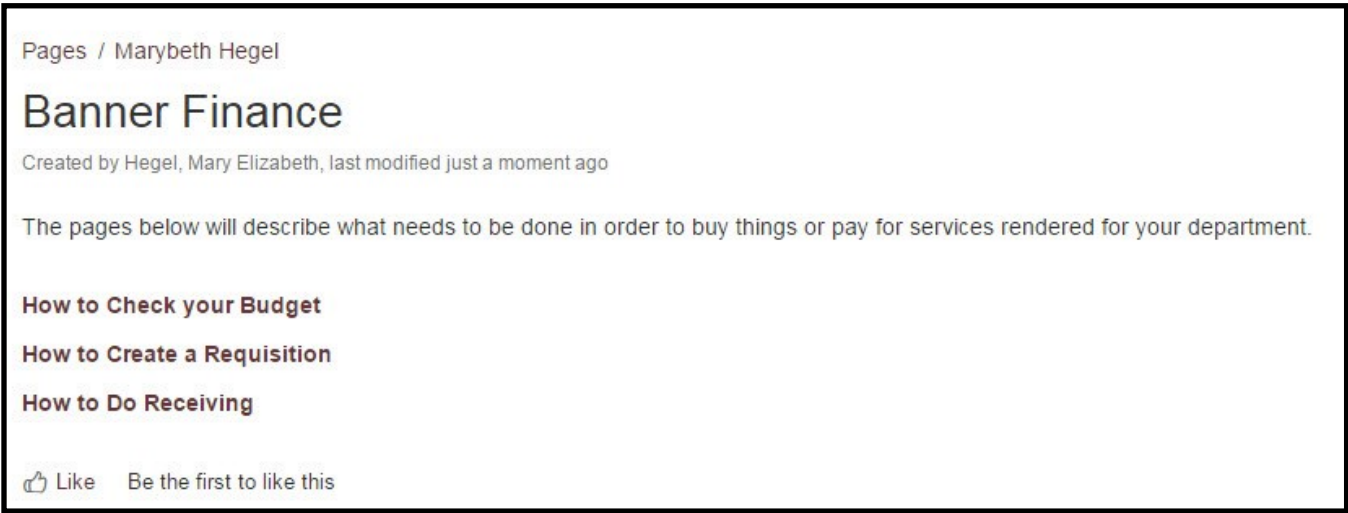 Pages / Marybeth Hegel
Banner Finance
Created by Hegel, Mary Elizabeth, last modified just a moment ago
The pages below will describe what needs to be done in order to buy things or pay for services rendered for your department.
How to Check your Budget
How to Create a Requisition
How to Do Receiving
Like Be the first to like this